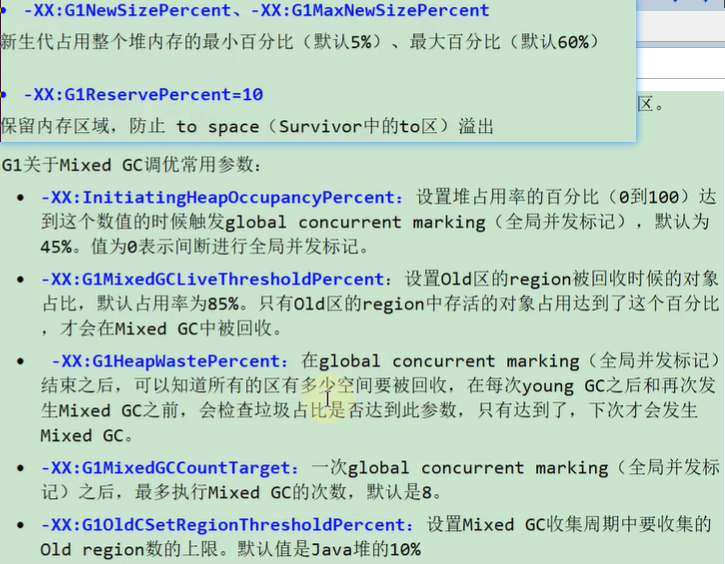 -XX:G1NewSizePercent、-XX:G1MaxNewSizePercent
新生代占用整个堆内存的最小百分比（默认5%）、最大百分比（默认60%）
-XX:G1ReservePercent=10
保留内存区域，防止 to space（Survivor中的to区）溢出
区。
G1关于Mixed GC调优常用参数：
-XX:InitiatingHeapOccupancyPercent：设置堆占用率的百分比（0到100）达
到这个数值的时候触发global concurrent marking（全局并发标记），默认为
45%。值为0表示间断进行全局并发标记。
-XX:G1MixedGCLiveThresholdPercent：设置Old区的region被回收时候的对象
占比，默认占用率为85%。只有Old区的region中存活的对象占用达到了这个百分比
，才会在Mixed GC中被回收。
-XX:G1HeapWastePercent：在global concurrent marking（全局并发标记）
结束之后，可以知道所有的区有多少空间要被回收，在每次young GC之后和再次发
生Mixed GC之前，会检查垃圾占比是否达到此参数，只有达到了，下次才会发生
Mixed GC。
-XX:G1MixedGCCountTarget：一次global concurrent marking（全局并发标
记）之后，最多执行Mixed GC的次数，默认是8。
-XX:G1OldCSetRegionThresholdPercent：设置Mixed GC收集周期中要收集的
Old region数的上限。默认值是Java堆的10%